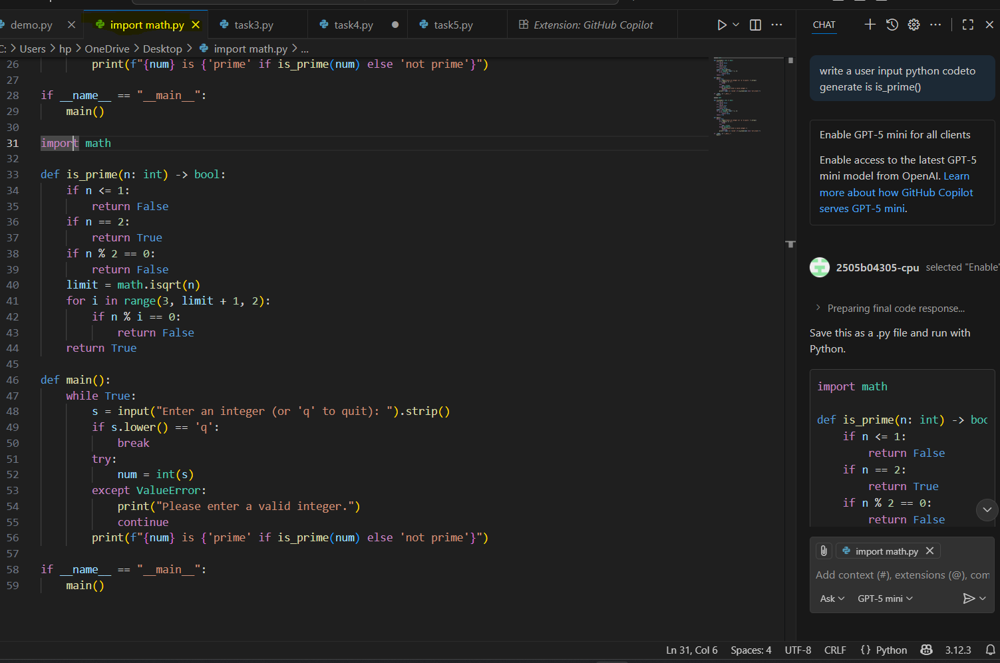 demo.py
import math.py
task3.py
task4.py
task5.py
Extension: GitHub Copilot
C: > Users > hp > OneDrive > Desktop > import math.py > ...
26 print(f"{num} is {'prime' if is_prime(num) else 'not prime'}")
27
28 if __name__ == "__main__":
29 main()
30
31 import math
32
33 def is_prime(n: int) -> bool:
34 if n <= 1:
35 return False
36 if n == 2:
37 return True
38 if n % 2 == 0:
39 return False
40 limit = math.isqrt(n)
41 for i in range(3, limit + 1, 2):
42 if n % i == 0:
43 return False
44 return True
45
46 def main():
47 while True:
48 s = input("Enter an integer (or 'q' to quit): ").strip()
49 if s.lower() == 'q':
50 break
51 try:
52 num = int(s)
53 except ValueError:
54 print("Please enter a valid integer.")
55 continue
56 print(f"{num} is {'prime' if is_prime(num) else 'not prime'}")
57
58 if __name__ == "__main__":
59 main()
CHAT
write a user input python codeto
generate is is_prime()
Enable GPT-5 mini for all clients
Enable access to the latest GPT-5
mini model from OpenAI. Learn
more about how GitHub Copilot
serves GPT-5 mini.
2505b04305-cpu selected "Enable"
Preparing final code response...
Save this as a .py file and run with
Python.
import math
def is_prime(n: int) -> boo
if n <= 1:
return False
if n == 2:
return True
if n % 2 == 0:
return False
import math.py
Add context (#), extensions (@), com
Ask
GPT-5 mini
Ln 31, Col 6
Spaces: 4
UTF-8
CRLF
{} Python
3.12.3